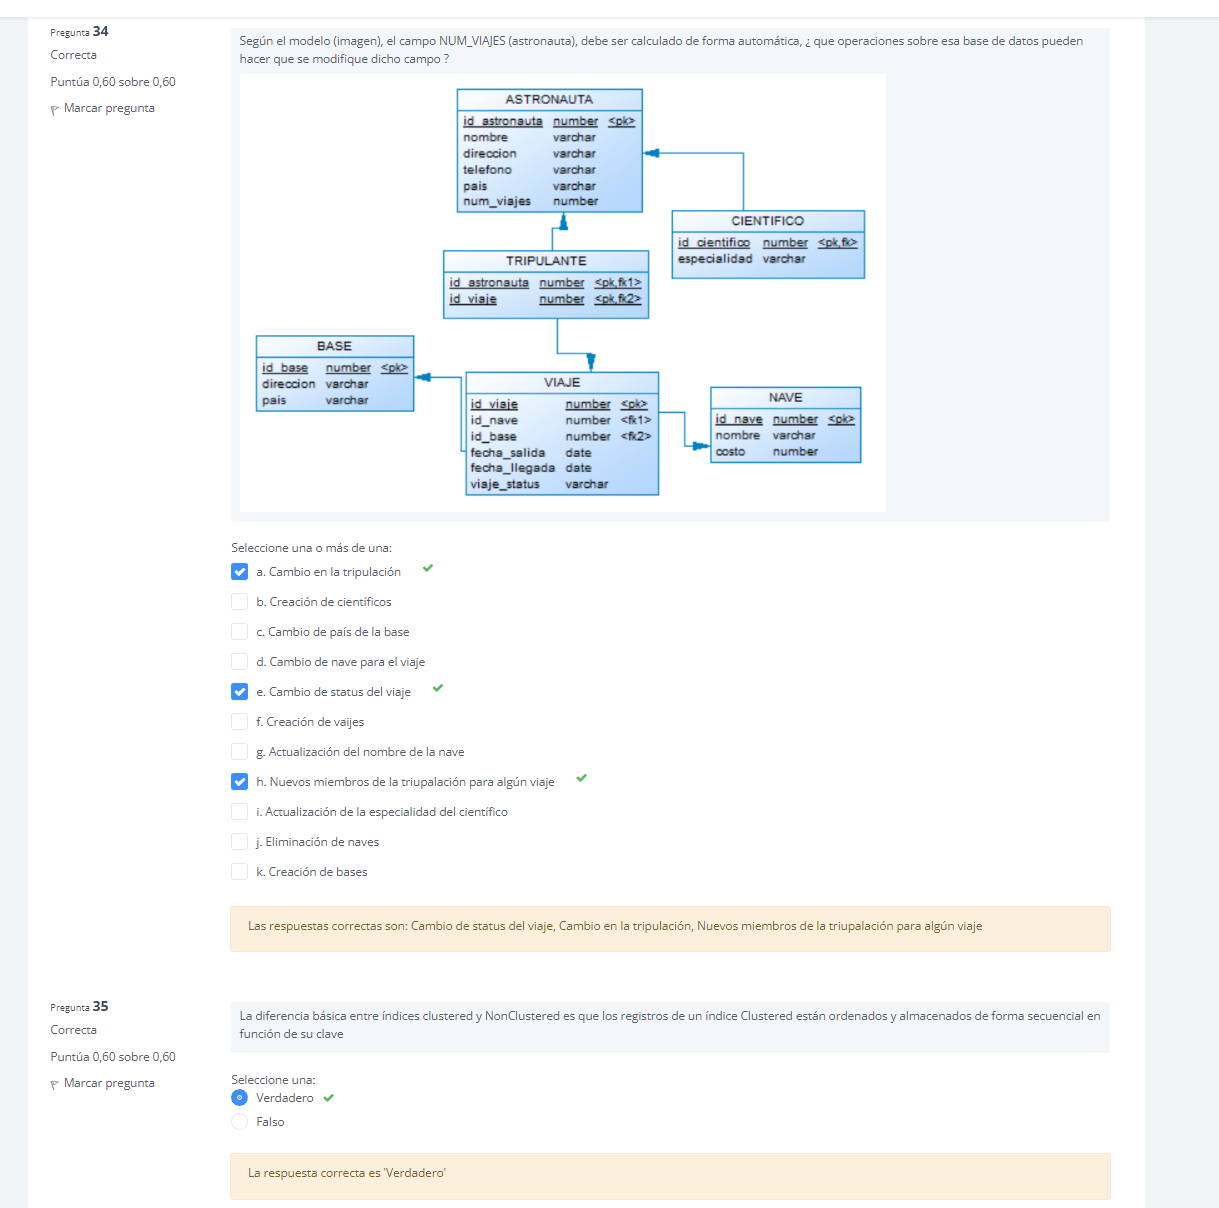 Pregunta 34
Correcta
Puntúa 0,60 sobre 0,60
Marcar pregunta
Según el modelo (imagen), el campo NUM_VIAJES (astronauta), debe ser calculado de forma automática, ¿ que operaciones sobre esa base de datos pueden
hacer que se modifique dicho campo ?
ASTRONAUTA
id_astronauta number <pk>
nombre varchar
direccion varchar
telefono varchar
pais varchar
num_viajes number
CIENTIFICO
id_cientifico number <pk,fk>
especialidad varchar
TRIPULANTE
id_astronauta number <pk,fk1>
id_viaje number <pk,fk2>
BASE
id_base number <pk>
direccion varchar
pais varchar
VIAJE
id_viaje number <pk>
id_nave number <fk1>
id_base number <fk2>
fecha_salida date
fecha_llegada date
viaje_status varchar
NAVE
id_nave number <pk>
nombre varchar
costo number
Seleccione una o más de una:
a. Cambio en la tripulación
b. Creación de científicos
c. Cambio de país de la base
d. Cambio de nave para el viaje
e. Cambio de status del viaje
f. Creación de vaijes
g. Actualización del nombre de la nave
h. Nuevos miembros de la triupalación para algún viaje
i. Actualización de la especialidad del científico
j. Eliminación de naves
k. Creación de bases
Las respuestas correctas son: Cambio de status del viaje, Cambio en la tripulación, Nuevos miembros de la triupalación para algún viaje
Pregunta 35
Correcta
Puntúa 0,60 sobre 0,60
Marcar pregunta
La diferencia básica entre índices clustered y NonClustered es que los registros de un índice Clustered están ordenados y almacenados de forma secuencial en
función de su clave
Seleccione una:
Verdadero
Falso
La respuesta correcta es 'Verdadero'